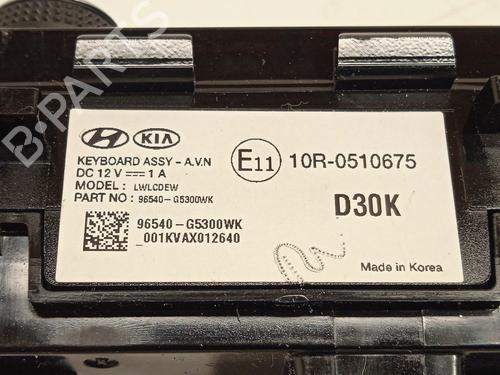 B-PARTS
HYUNDAI KIA
KEYBOARD ASSY - A.V.N
DC 12 V ⎓ 1 A
MODEL : LWLCDEW
PART NO : 96540-G5300WK
E11 10R-0510675
D30K
96540-G5300WK
_001KVAX012640
Made in Korea